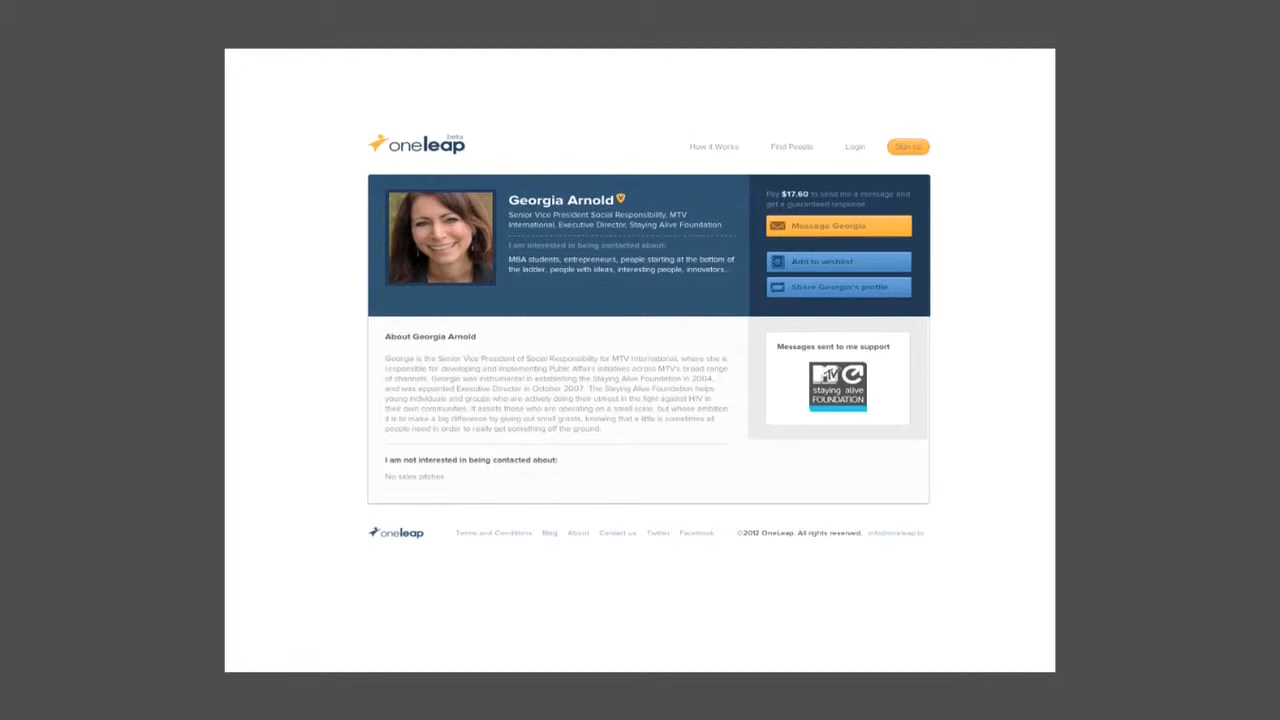 beta
oneleap
How it Works
Find People
Login
Sign up
Georgia Arnold
Senior Vice President Social Responsibility, MTV
International, Executive Director, Staying Alive Foundation
I am interested in being contacted about:
MBA students, entrepreneurs, people starting at the bottom of
the ladder, people with ideas, interesting people, innovators...
Pay $17.60 to send me a message and
get a guaranteed response
Message Georgia
Add to wishlist
Share Georgia's profile
About Georgia Arnold
Georgia is the Senior Vice President of Social Responsibility for MTV International, where she is
responsible for developing and implementing Public Affairs initiatives across MTV's broad range
of channels. Georgia was instrumental in establishing the Staying Alive Foundation in 2004,
and was appointed Executive Director in October 2007. The Staying Alive Foundation helps
young individuals and groups who are actively doing their utmost in the fight against HIV in
their own communities. It assists those who are operating on a small scale, but whose ambition
it is to make a big difference by giving out small grants, knowing that a little is sometimes all
people need in order to really get something off the ground.
I am not interested in being contacted about:
No sales pitches
Messages sent to me support
MTV
staying alive
FOUNDATION
oneleap
Terms and Conditions
Blog
About
Contact us
Twitter
Facebook
©2012 OneLeap. All rights reserved.
info@oneleap.to